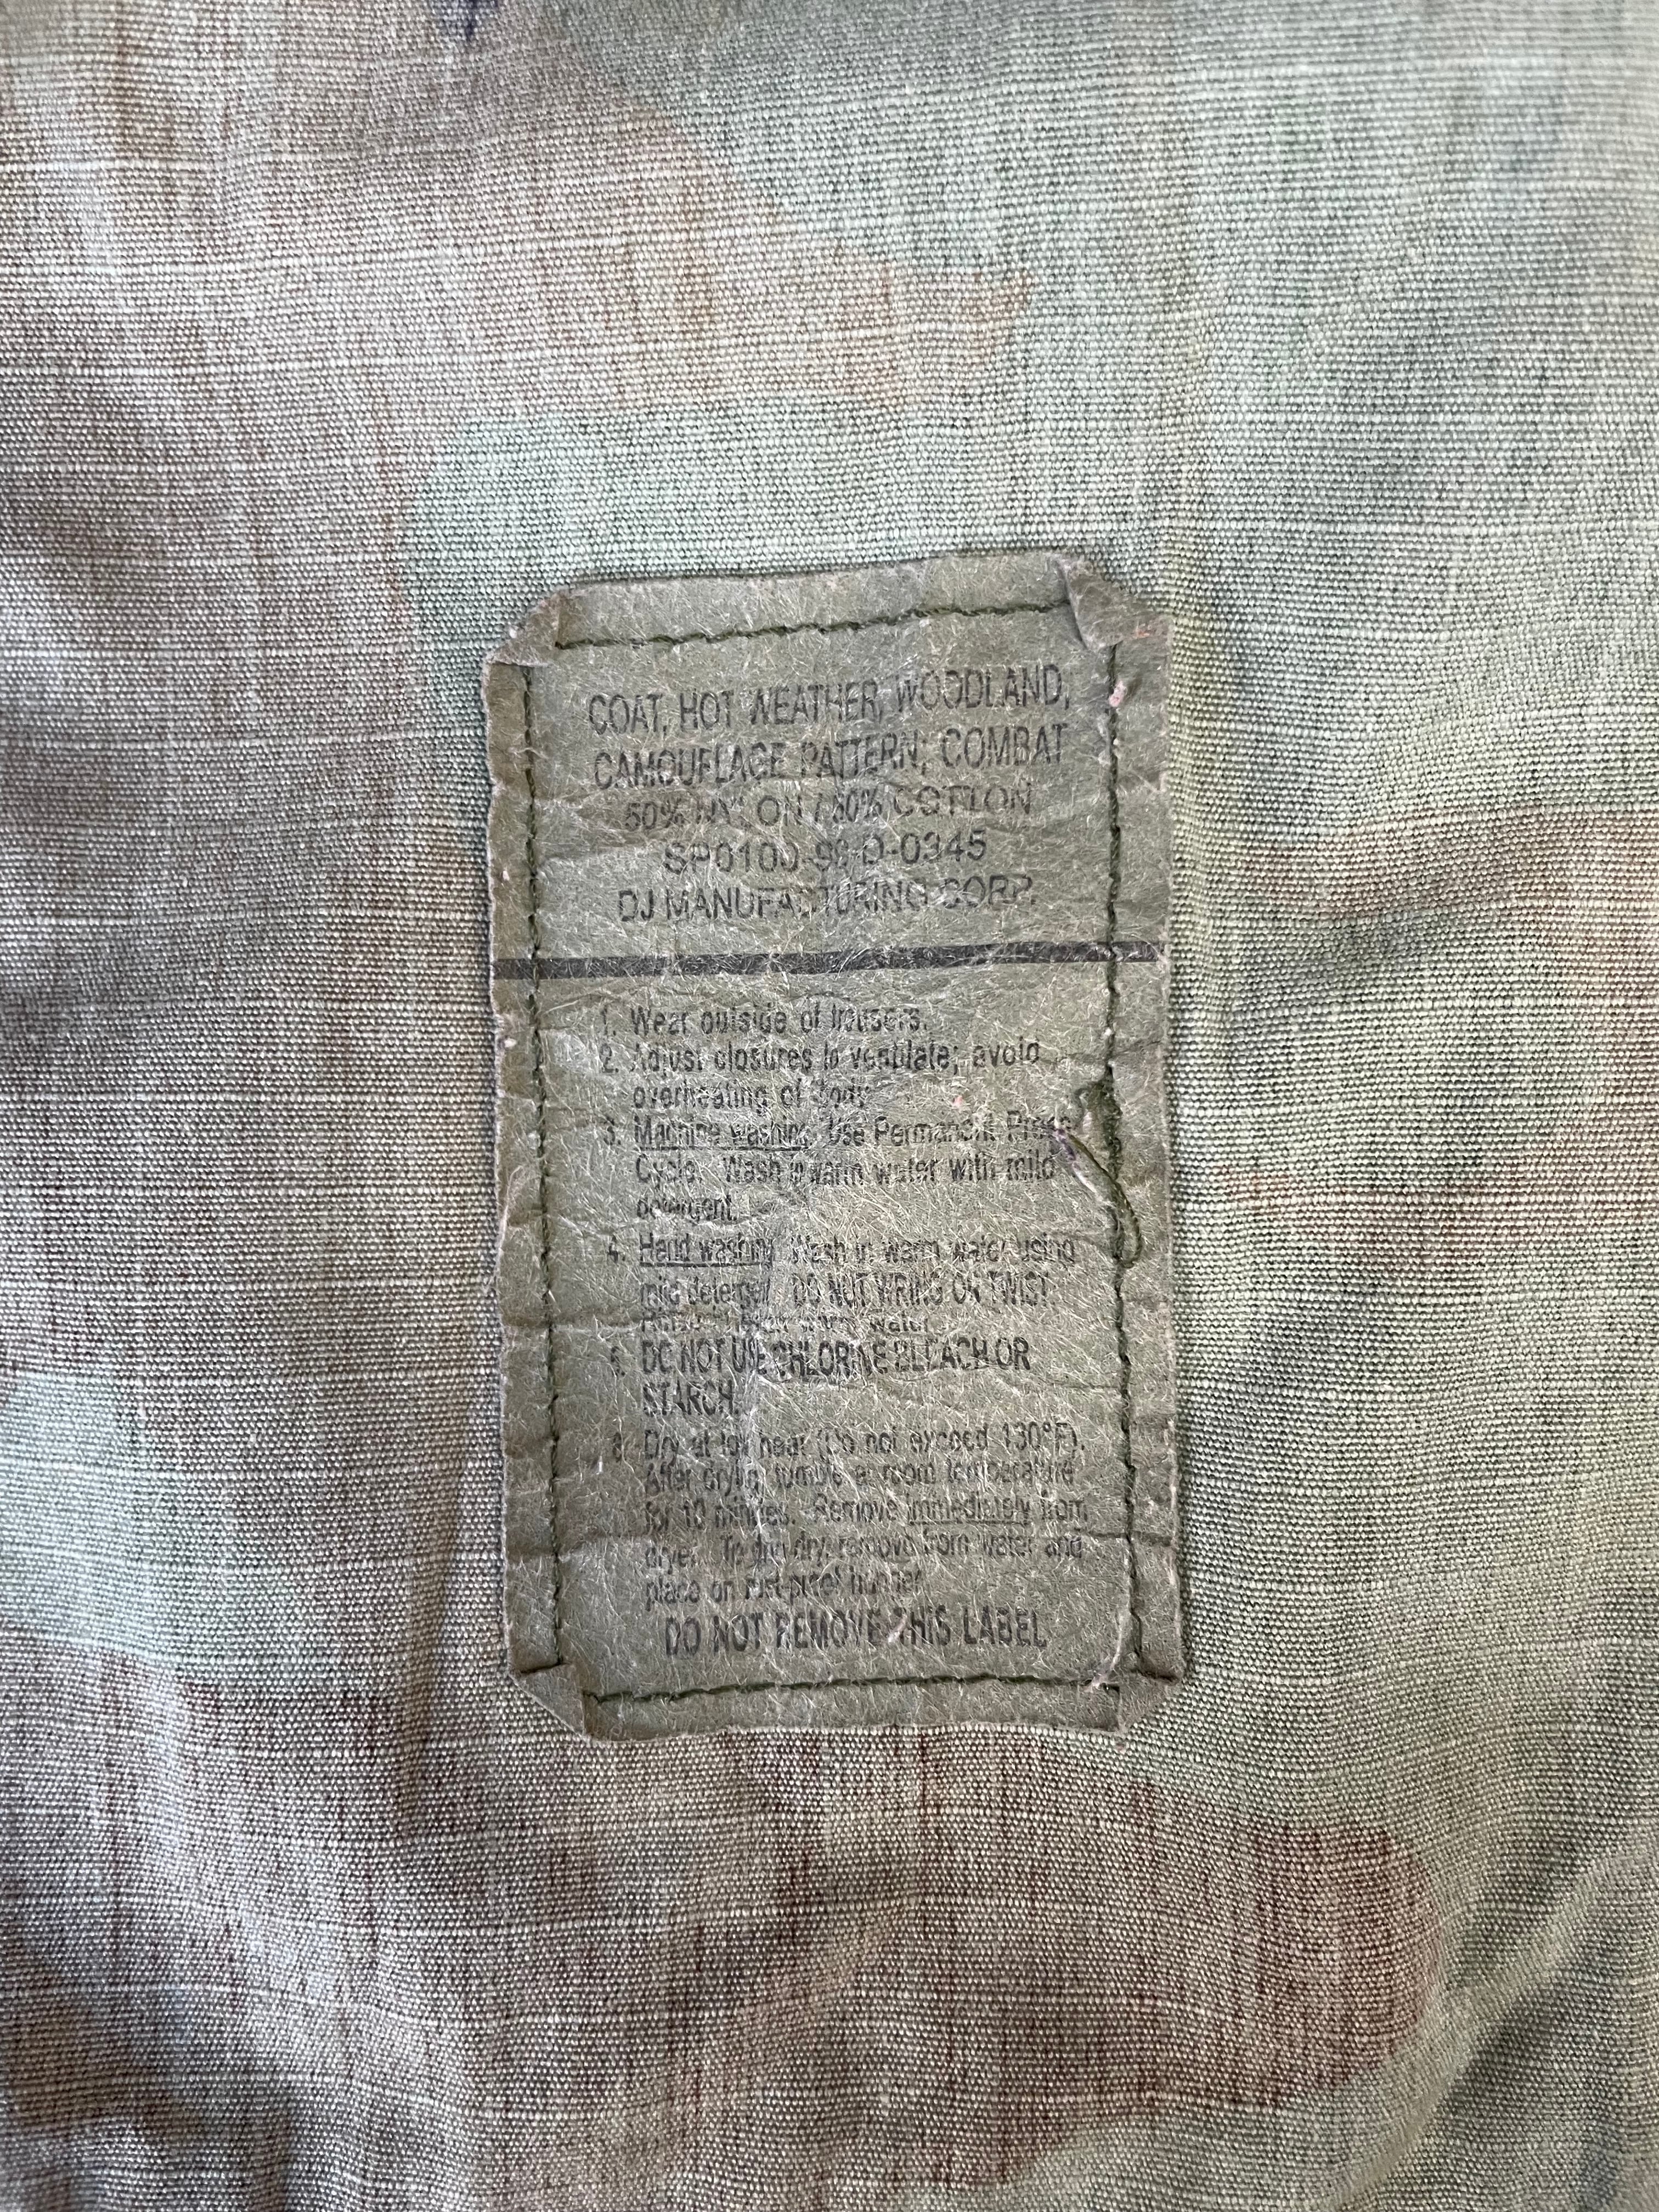 COAT, HOT WEATHER, WOODLAND,
CAMOUFLAGE PATTERN; COMBAT
50% NYLON / 50% COTTON
DJ MANUFACTURING CORP.
1. Wear outside of trousers.
2. Adjust closures to ventilate; avoid
overheating of body
3. Machine washing Use Permanent Press
Cycle. Wash in warm water with mild
detergent.
4. Hand washing Wash in warm water using
mild detergent. DO NOT WRING OR TWIST.
water
DO NOT USE CHLORINE BLEACH OR
STARCH.
Dry at low heat (Do not exceed 130°F).
After drying, tumble at room temperature
for 10 minutes. Remove immediately from
dryer. To drip dry, remove from water and
place on rust-proof hanger
DO NOT REMOVE THIS LABEL